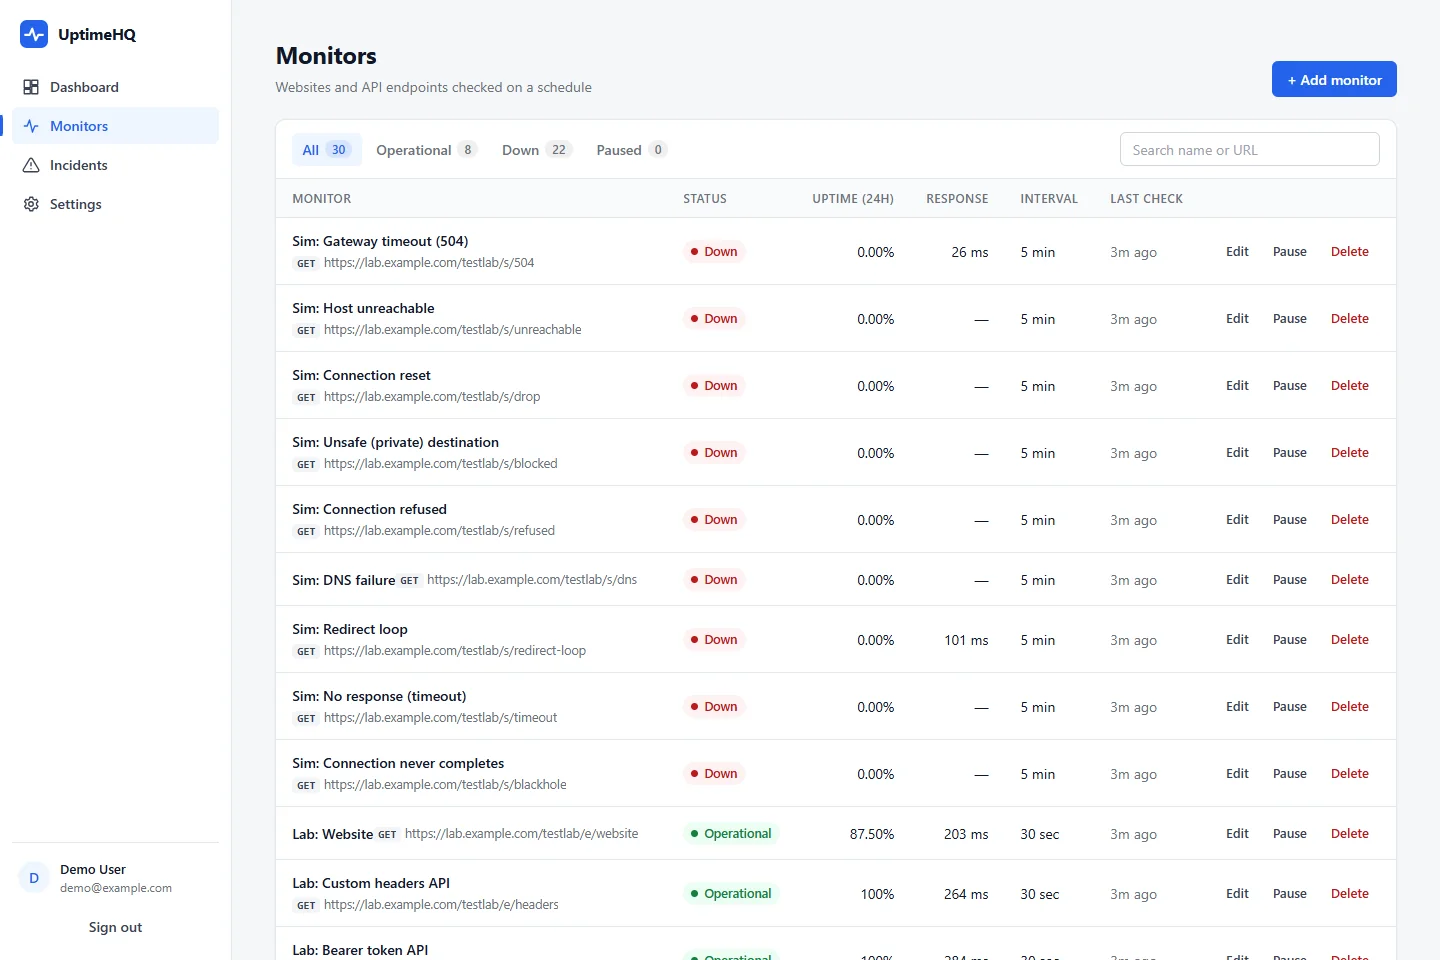 UptimeHQ
Dashboard
Monitors
Incidents
Settings
Demo User
D
demo@example.com
Sign out
Monitors
Websites and API endpoints checked on a schedule
+ Add monitor
All 30 Operational 8 Down 22 Paused 0
Search name or URL
MONITOR STATUS UPTIME (24H) RESPONSE INTERVAL LAST CHECK
Sim: Gateway timeout (504)
GET https://lab.example.com/testlab/s/504
Down 0.00% 26 ms 5 min 3m ago Edit Pause Delete
Sim: Host unreachable
GET https://lab.example.com/testlab/s/unreachable
Down 0.00% — 5 min 3m ago Edit Pause Delete
Sim: Connection reset
GET https://lab.example.com/testlab/s/drop
Down 0.00% — 5 min 3m ago Edit Pause Delete
Sim: Unsafe (private) destination
GET https://lab.example.com/testlab/s/blocked
Down 0.00% — 5 min 3m ago Edit Pause Delete
Sim: Connection refused
GET https://lab.example.com/testlab/s/refused
Down 0.00% — 5 min 3m ago Edit Pause Delete
Sim: DNS failure GET https://lab.example.com/testlab/s/dns Down 0.00% — 5 min 3m ago Edit Pause Delete
Sim: Redirect loop
GET https://lab.example.com/testlab/s/redirect-loop
Down 0.00% 101 ms 5 min 3m ago Edit Pause Delete
Sim: No response (timeout)
GET https://lab.example.com/testlab/s/timeout
Down 0.00% — 5 min 3m ago Edit Pause Delete
Sim: Connection never completes
GET https://lab.example.com/testlab/s/blackhole
Down 0.00% — 5 min 3m ago Edit Pause Delete
Lab: Website GET https://lab.example.com/testlab/e/website Operational 87.50% 203 ms 30 sec 3m ago Edit Pause Delete
Lab: Custom headers API
GET https://lab.example.com/testlab/e/headers
Operational 100% 264 ms 30 sec 3m ago Edit Pause Delete
Lab: Bearer token API
Operational 100% 284 ms 30 sec 3m ago Edit Pause Delete